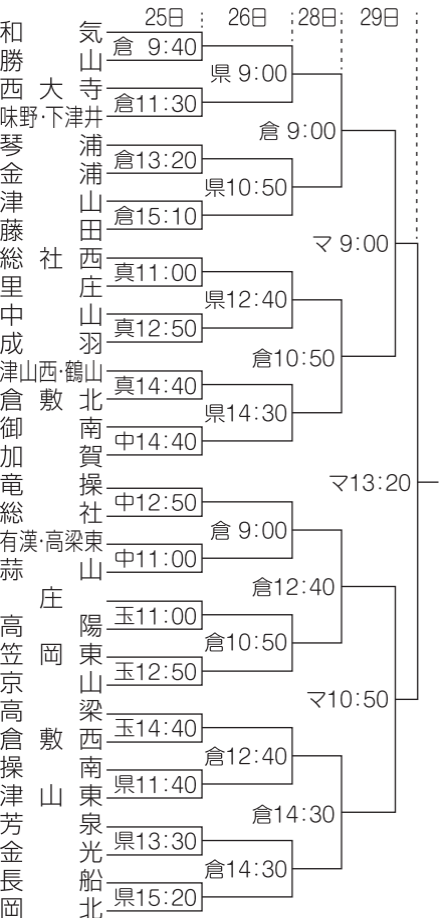 25日 26日 28日 29日
和気
勝山
倉 9:40
西大寺
味野･下津井
倉11:30
県 9:00
琴浦
金浦
倉13:20
津山
藤田
倉15:10
県10:50
倉 9:00
総社西
里庄
真11:00
中山
成羽
真12:50
県12:40
津山西･鶴山
倉敷北
真14:40
御南
加賀
中14:40
県14:30
倉10:50
マ 9:00
竜操
総社
中12:50
有漢･高梁東
蒜山
中11:00
倉 9:00
庄
高陽
玉11:00
笠岡東
京山
玉12:50
倉10:50
倉12:40
高梁
倉敷西
玉14:40
操南
津山東
県11:40
倉12:40
芳泉
金光
県13:30
長船
岡北
県15:20
倉14:30
倉14:30
マ10:50
マ13:20